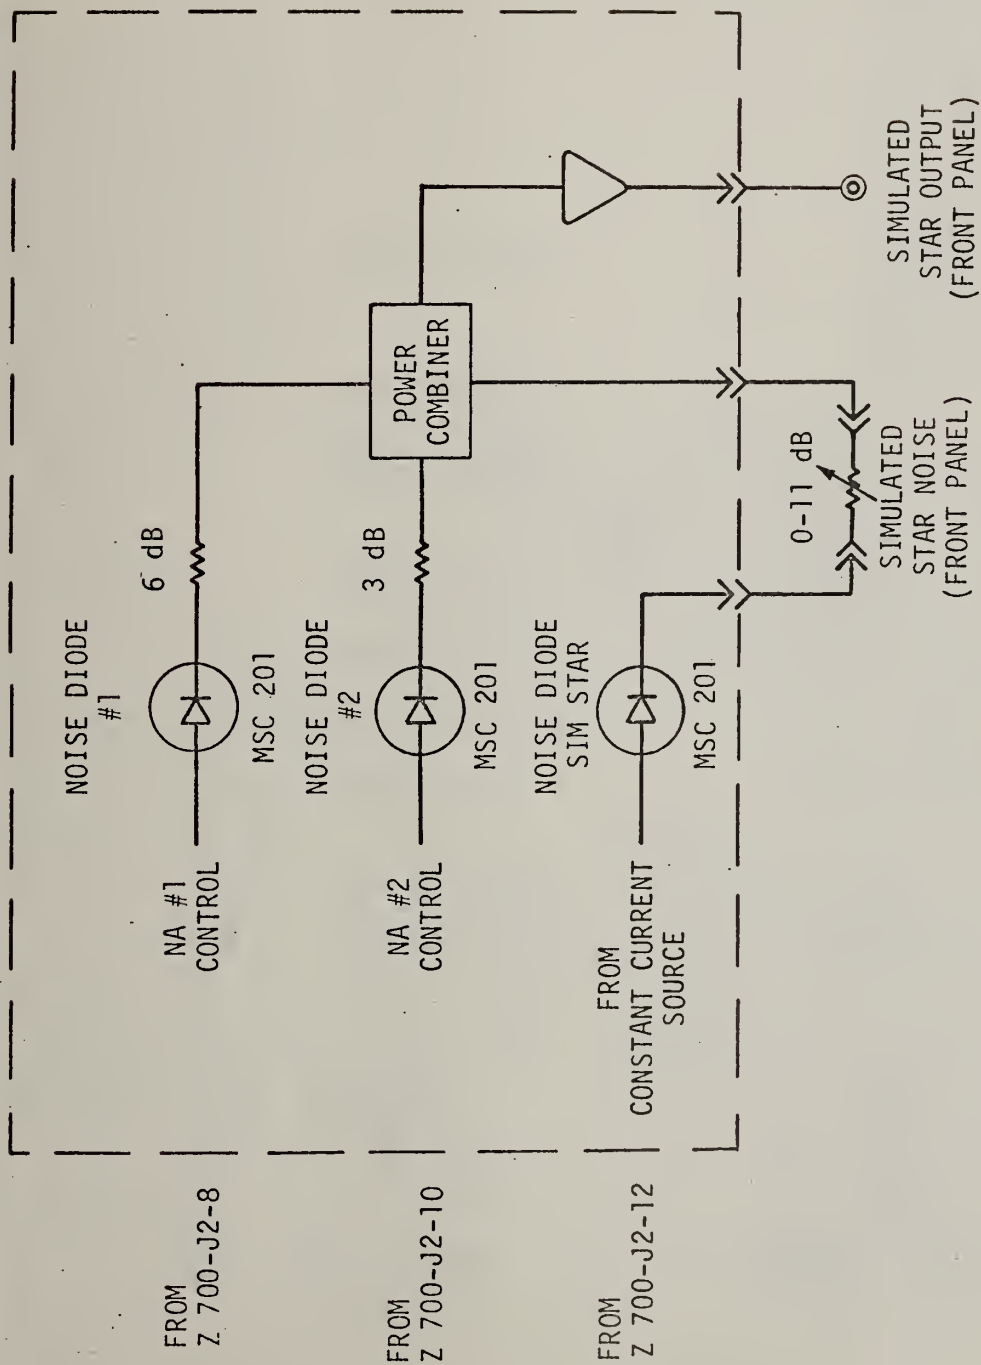 FROM
Z 700-J2-8
NA #1
CONTROL
NOISE DIODE
#1
MSC 201
6 dB
FROM
Z 700-J2-10
NA #2
CONTROL
NOISE DIODE
#2
MSC 201
3 dB
POWER
COMBINER
FROM
Z 700-J2-12
FROM
CONSTANT CURRENT
SOURCE
NOISE DIODE
SIM STAR
MSC 201
0-11 dB
SIMULATED
STAR NOISE
(FRONT PANEL)
SIMULATED
STAR OUTPUT
(FRONT PANEL)